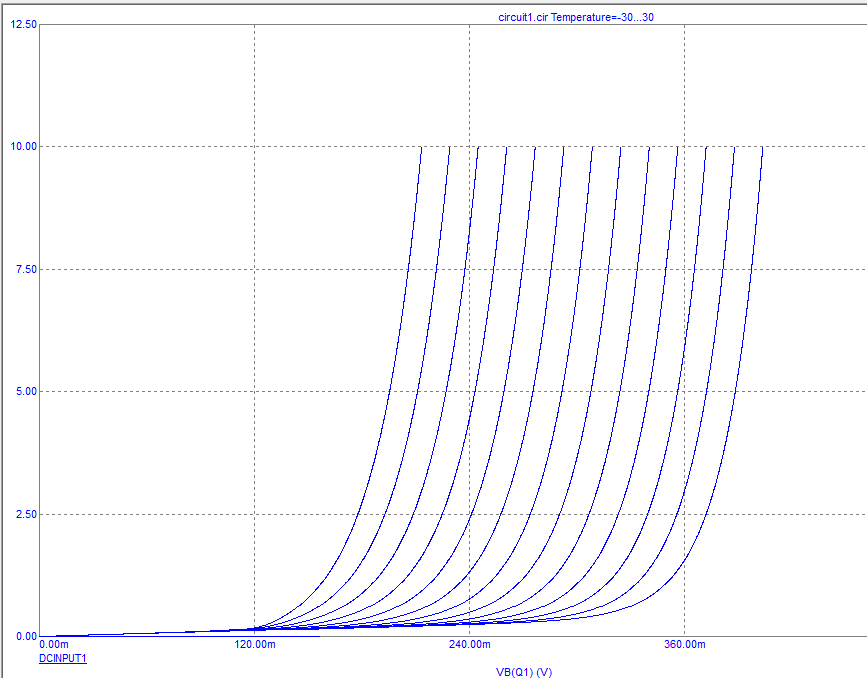 circuit1.cir Temperature=-30...30
12.50
10.00
7.50
5.00
2.50
0.00
0.00m 120.00m 240.00m 360.00m
DCINPUT1
VB(Q1) (V)